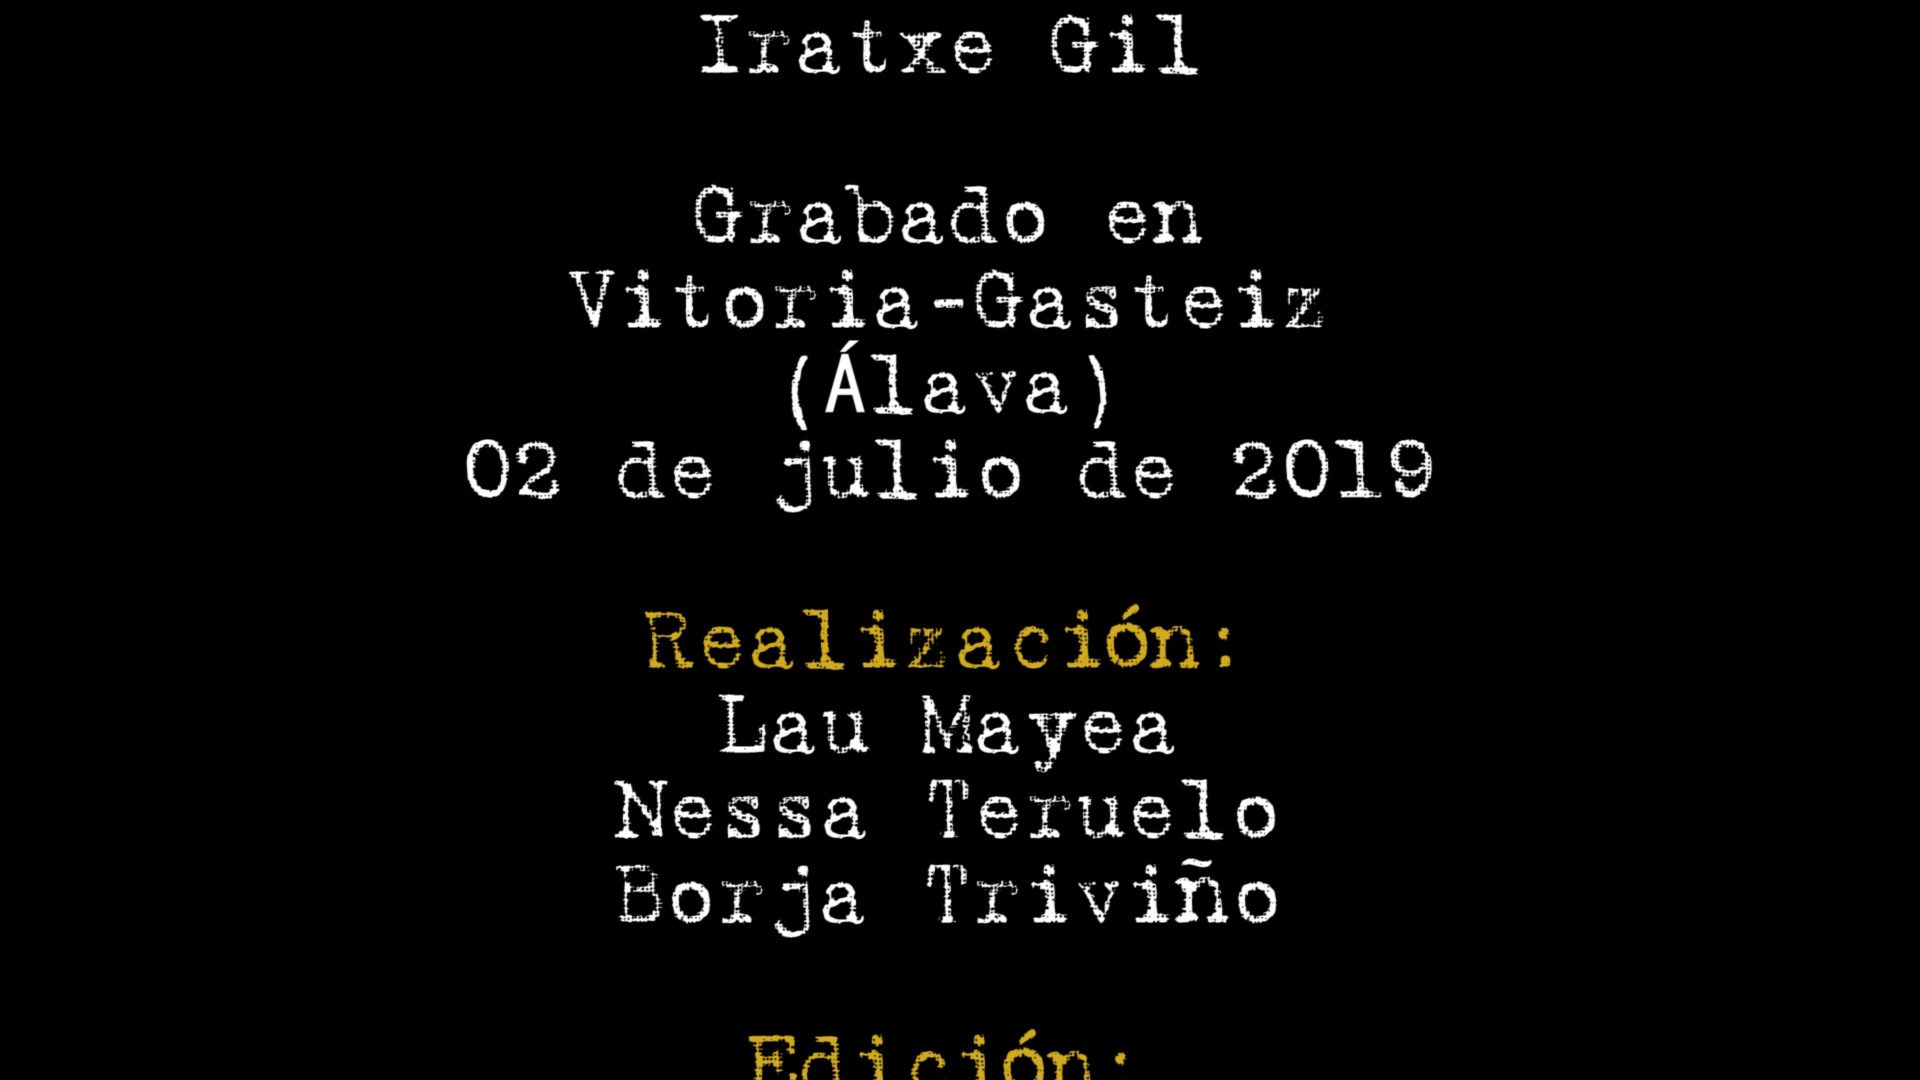 Iratxe Gil
Grabado en
Vitoria-Gasteiz
(Álava)
02 de julio de 2019
Realización:
Lau Mayea
Nessa Teruelo
Borja Triviño
Edición: